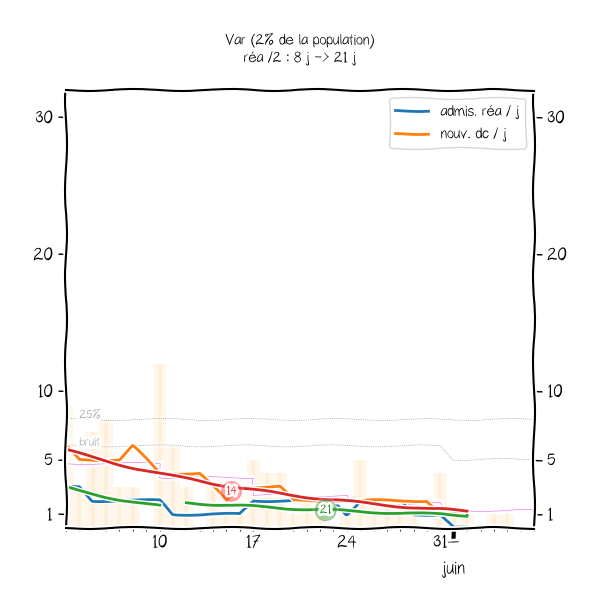 Var (2% de la population)
réa /2 : 8 j -> 21 j
admis. réa / j
nouv. dc / j
30
30
20
20
10
10
25%
bruit
5
5
14
21
1
1
10
17
24
31
juin